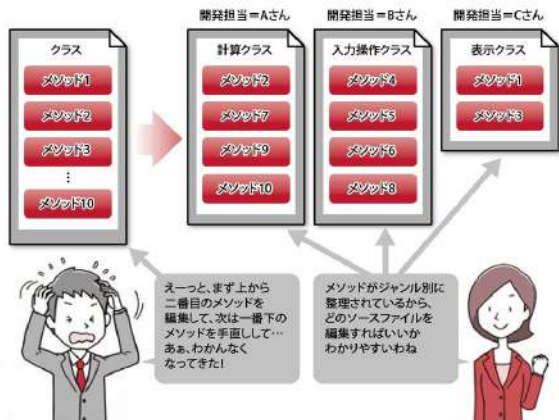 開発担当=Aさん
開発担当=Bさん
開発担当=Cさん
クラス
メソッド1
メソッド2
メソッド3
⋮
メソッド10
計算クラス
メソッド2
メソッド7
メソッド9
メソッド10
入力操作クラス
メソッド4
メソッド5
メソッド6
メソッド8
表示クラス
メソッド1
メソッド3
えーっと、まず上から
二番目のメソッドを
編集して、次は一番下の
メソッドを手直しして…
あぁ、わかんなく
なってきた!
メソッドがジャンル別に
整理されているから、
どのソースファイルを
編集すればいいか
わかりやすいわね